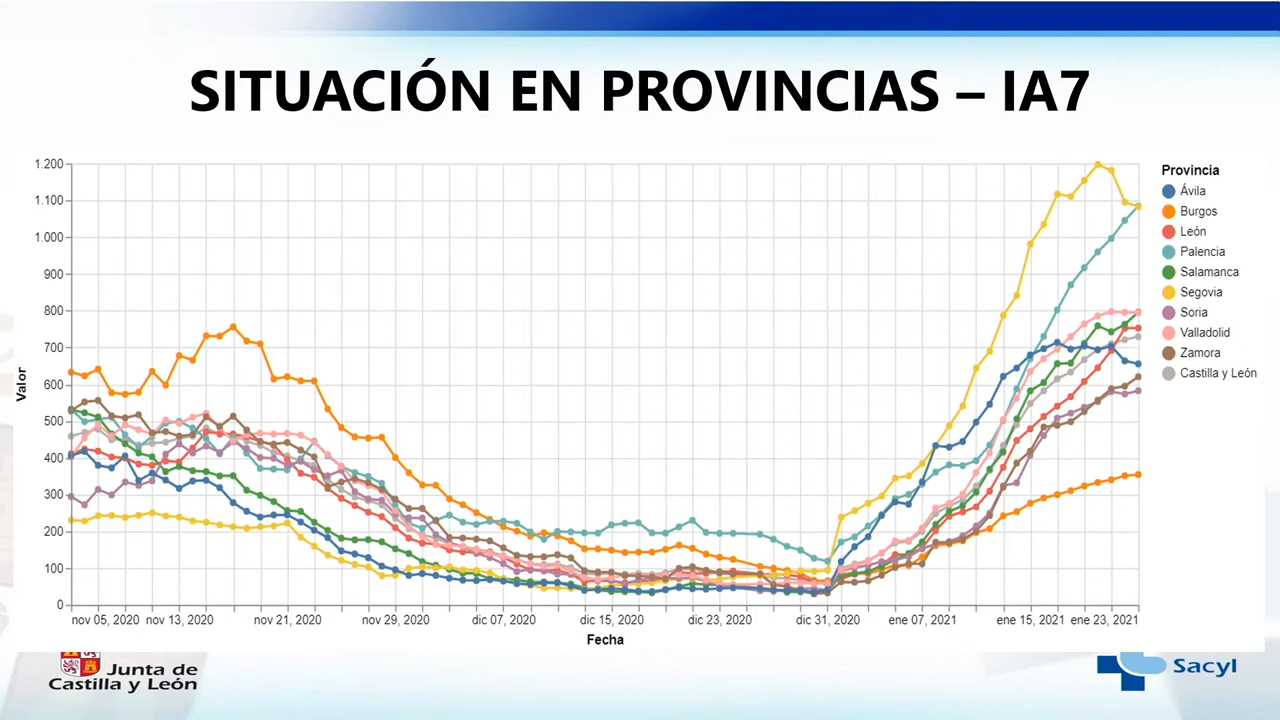 SITUACIÓN EN PROVINCIAS – IA7
1.200
1.100
1.000
900
800
700
600
500
400
300
200
100
0
Valor
nov 05, 2020 nov 13, 2020 nov 21, 2020 nov 29, 2020 dic 07, 2020 dic 15, 2020 dic 23, 2020 dic 31, 2020 ene 07, 2021 ene 15, 2021 ene 23, 2021
Fecha
Provincia
Ávila
Burgos
León
Palencia
Salamanca
Segovia
Soria
Valladolid
Zamora
Castilla y León
Junta de
Castilla y León
Sacyl